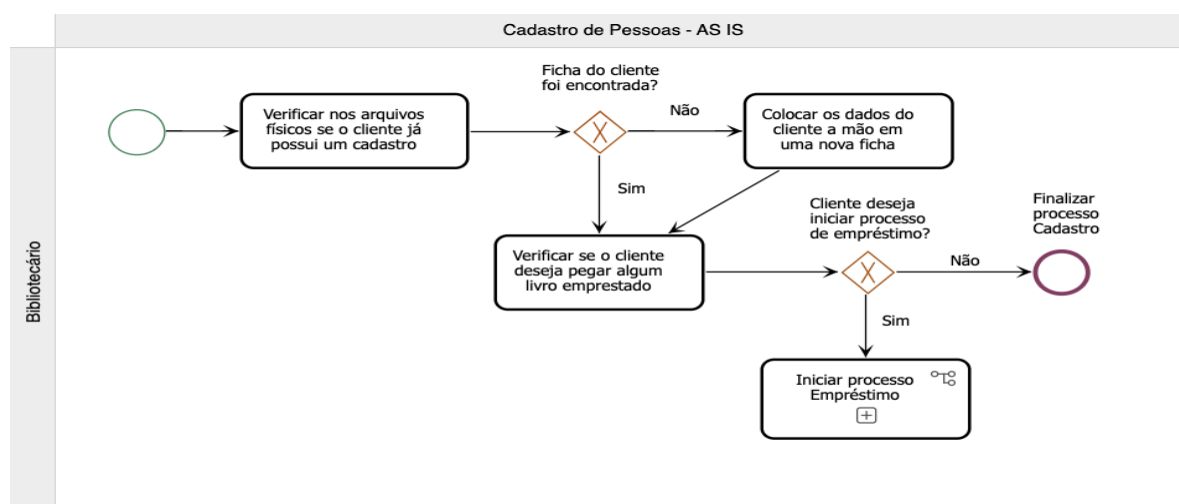 Cadastro de Pessoas - AS IS
Bibliotecário
Verificar nos arquivos
físicos se o cliente já
possui um cadastro
Ficha do cliente
foi encontrada?
Não
Colocar os dados do
cliente a mão em
uma nova ficha
Sim
Verificar se o cliente
deseja pegar algum
livro emprestado
Cliente deseja
iniciar processo
de empréstimo?
Não
Finalizar
processo
Cadastro
Sim
Iniciar processo
Empréstimo